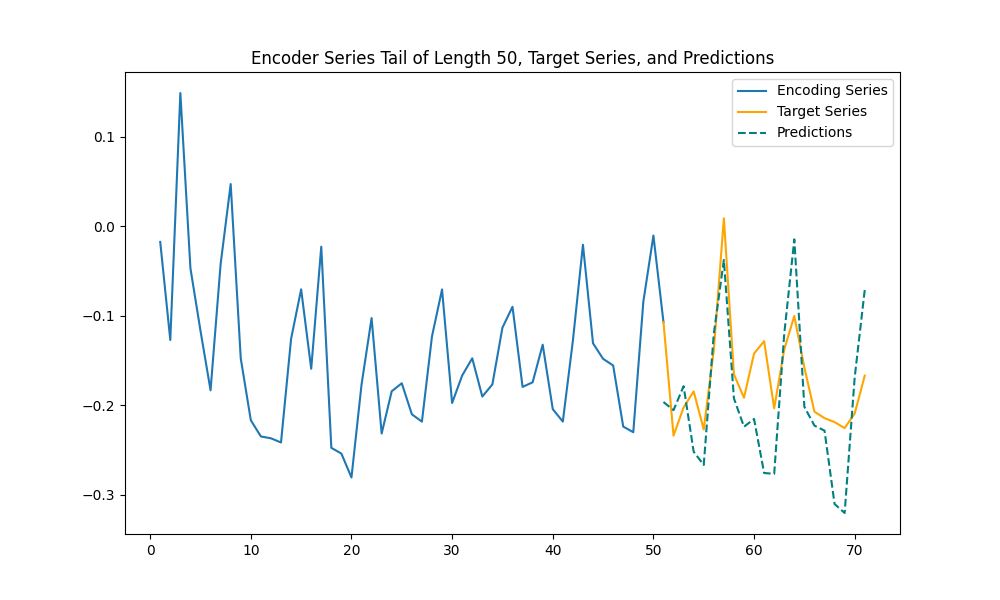 Encoder Series Tail of Length 50, Target Series, and Predictions
Encoding Series
Target Series
Predictions
0.1
0.0
−0.1
−0.2
−0.3
0 10 20 30 40 50 60 70